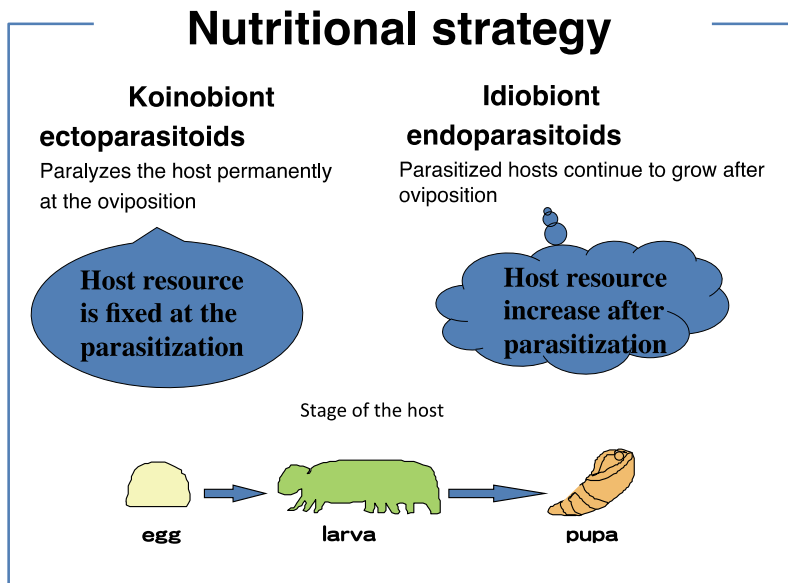 Nutritional strategy
Koinobiont
ectoparasitoids
Paralyzes the host permanently
at the oviposition
Idiobiont
endoparasitoids
Parasitized hosts continue to grow after
oviposition
Host resource
is fixed at the
parasitization
Host resource
increase after
parasitization
Stage of the host
egg
larva
pupa